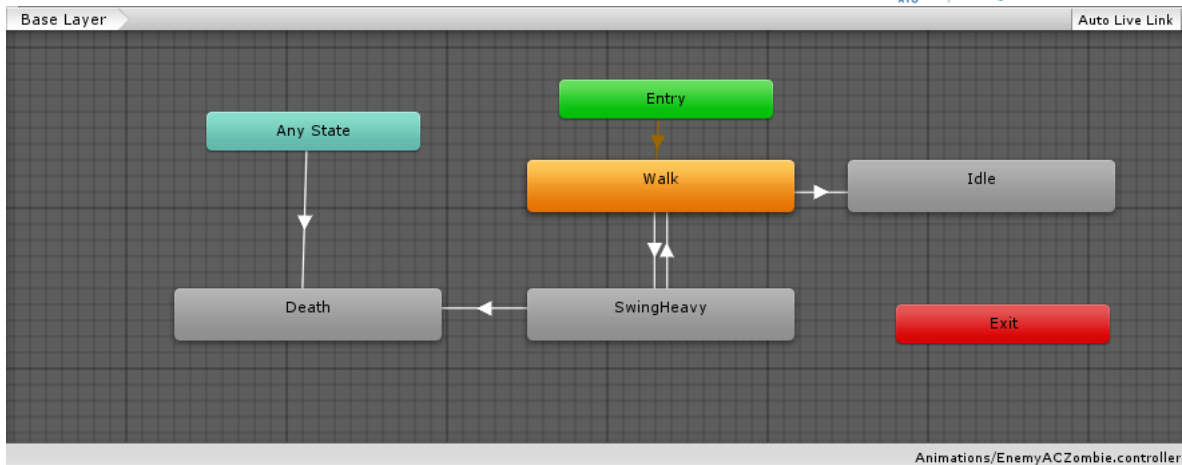 Base Layer
Auto Live Link
Entry
Any State
Walk
Idle
Death
SwingHeavy
Exit
Animations/EnemyACZombie.controller